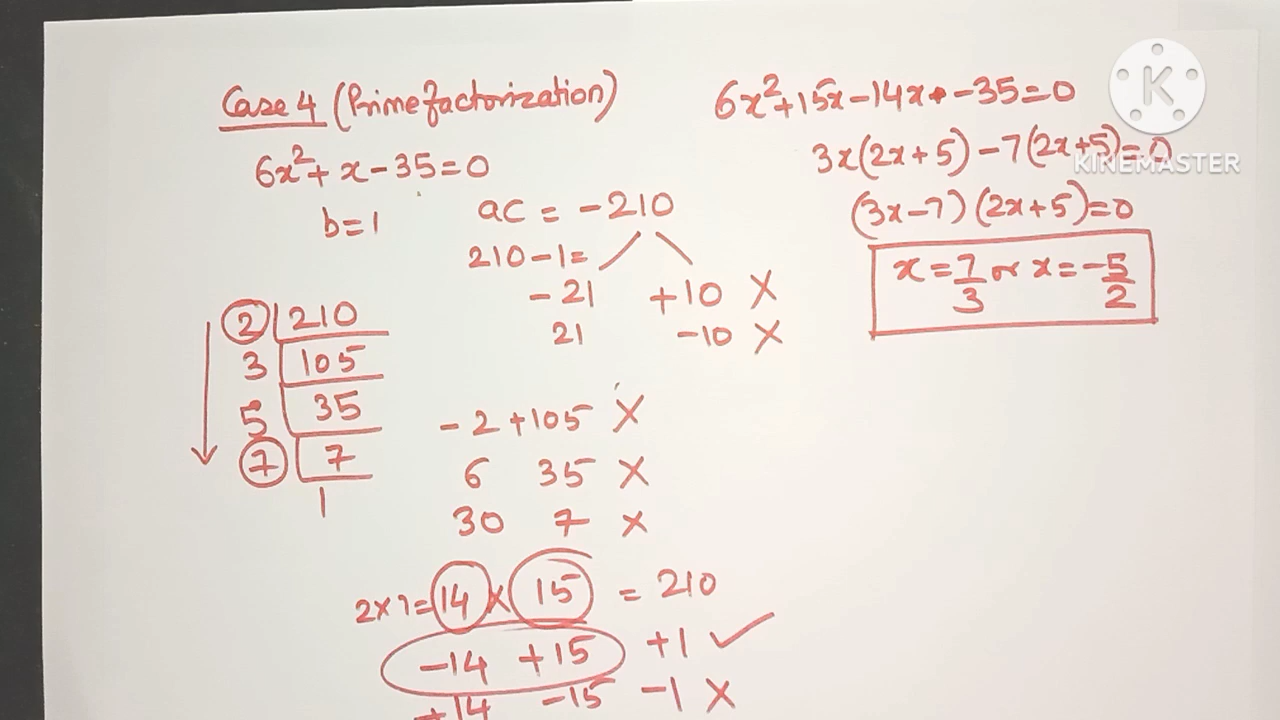 Case 4 (Prime factorization)
6x²+x-35=0
b=1
ac = -210
210-1=
-21 +10 X
21 -10 X
2 210
3 105
5 35
7 7
1
-2 +105 X
6 35 X
30 7 X
2x7=14 x 15 = 210
-14 +15 +1 ✓
+14 -15 -1 X
6x²+15x-14x-35=0
3x(2x+5)-7(2x+5)=0
(3x-7)(2x+5)=0
x=7/3 or x=-5/2
K
KINEMASTER